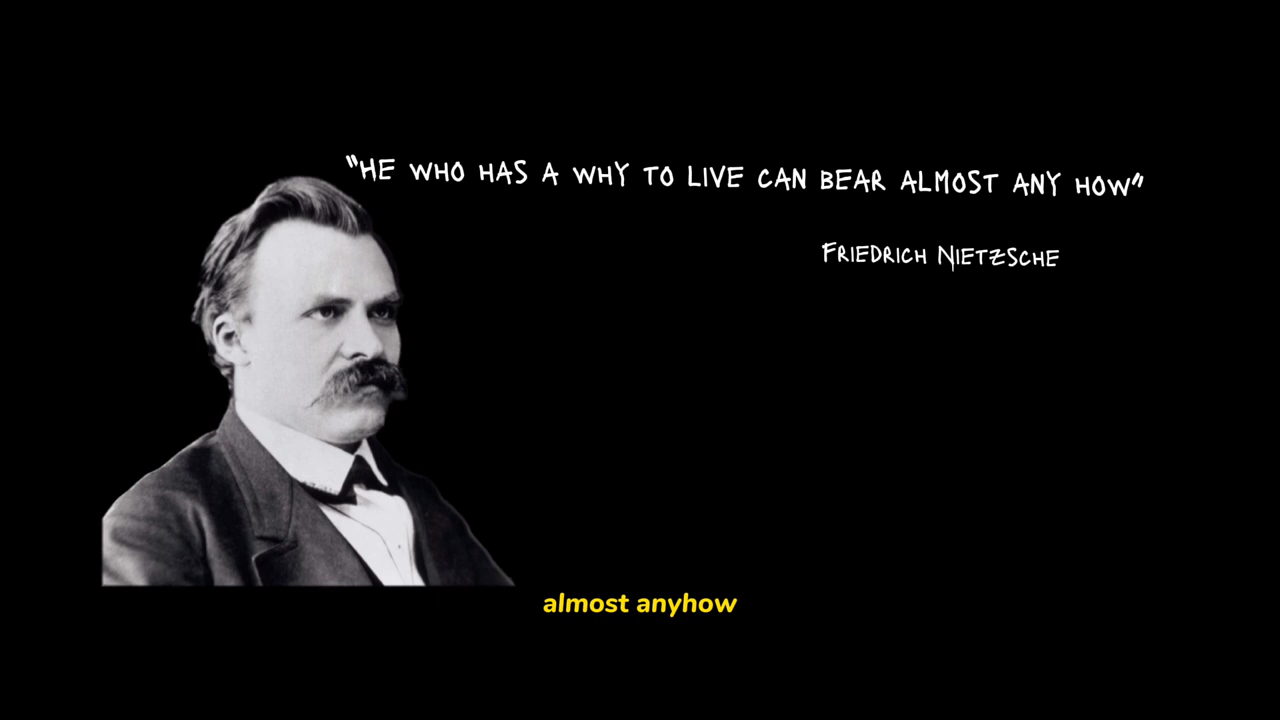 "HE WHO HAS A WHY TO LIVE CAN BEAR ALMOST ANY HOW"
FRIEDRICH NIETZSCHE
almost anyhow